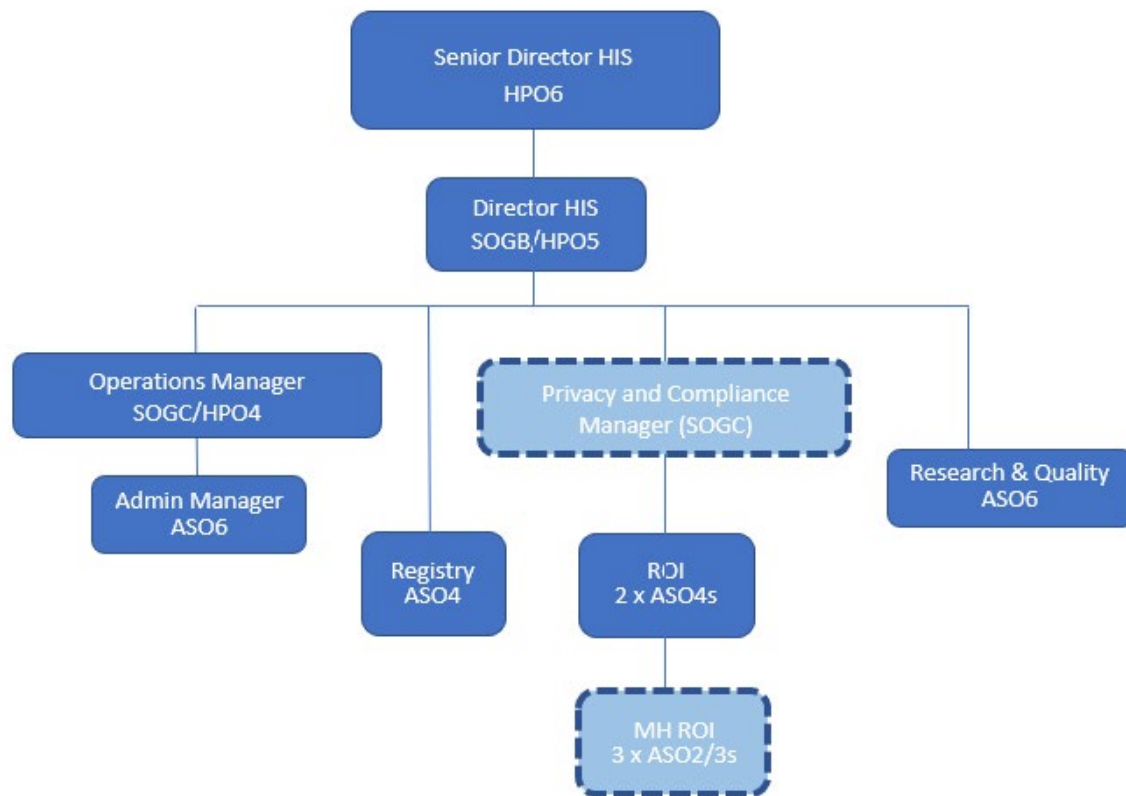 Senior Director HIS
HPO6
Director HIS
SOGB/HPO5
Operations Manager
SOGC/HPO4
Privacy and Compliance
Manager (SOGC)
Research & Quality
ASO6
Admin Manager
ASO6
Registry
ASO4
ROI
2 x ASO4s
MH ROI
3 x ASO2/3s